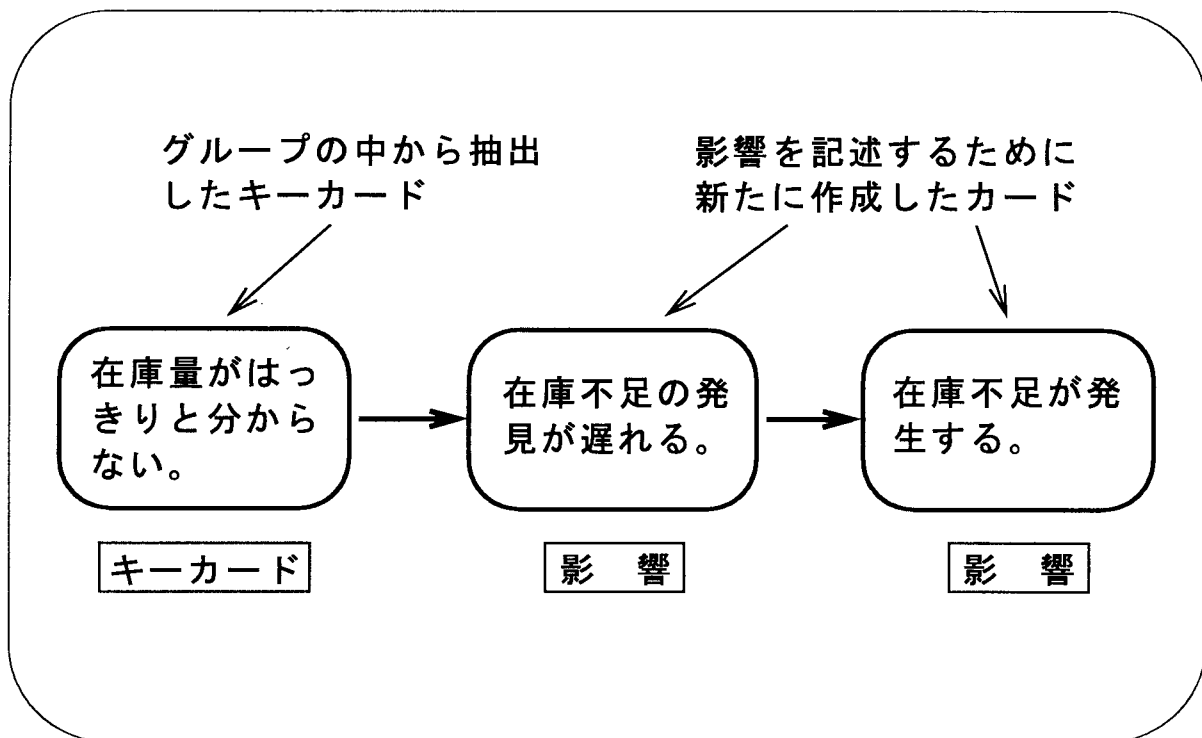 グループの中から抽出
したキーカード
影響を記述するために
新たに作成したカード
在庫量がはっ
きりと分から
ない。
在庫不足の発
見が遅れる。
在庫不足が発
生する。
キーカード
影　響
影　響